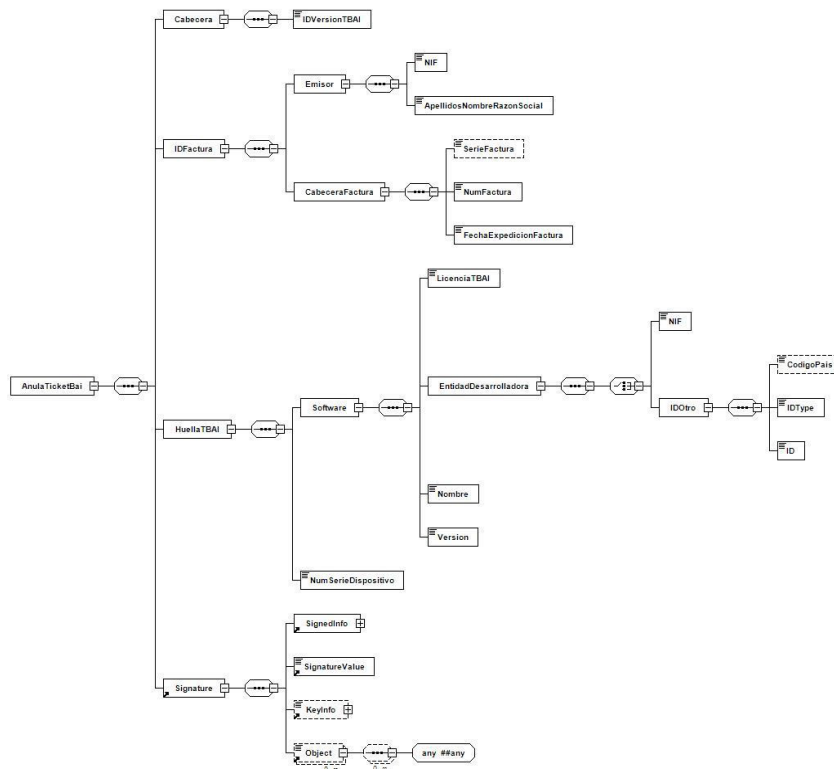 Cabecera
IDVersionTBAI
NIF
Emisor
ApellidosNombreRazonSocial
IDFactura
SerieFactura
CabeceraFactura
NumFactura
FechaExpedicionFactura
LicenciaTBAI
NIF
CodigoPais
AnulaTicketBai
EntidadDesarrolladora
IDOtro
IDType
HuellaTBAI
Software
ID
Nombre
Version
NumSerieDispositivo
SignedInfo
SignatureValue
Signature
KeyInfo
Object
any ##any